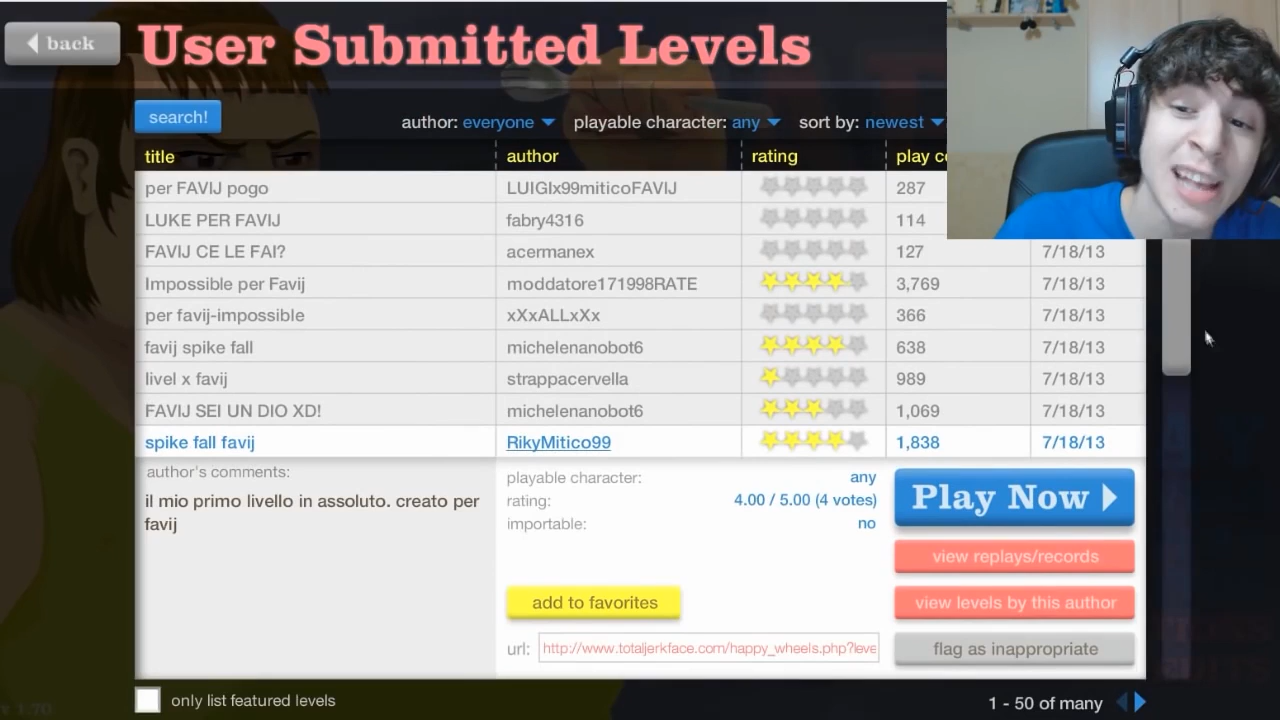 back
User Submitted Levels
search!
author: everyone
playable character: any
sort by: newest
title author rating play co
per FAVIJ pogo LUIGIx99miticoFAVIJ 287
LUKE PER FAVIJ fabry4316 114
FAVIJ CE LE FAI? acermanex 127 7/18/13
Impossible per Favij moddatore171998RATE 3,769 7/18/13
per favij-impossible xXxALLxXx 366 7/18/13
favij spike fall michelenanobot6 638 7/18/13
livel x favij strappacervella 989 7/18/13
FAVIJ SEI UN DIO XD! michelenanobot6 1,069 7/18/13
spike fall favij RikyMitico99 1,838 7/18/13
author's comments:
il mio primo livello in assoluto. creato per
favij
playable character: any
rating: 4.00 / 5.00 (4 votes)
importable: no
add to favorites
url: http://www.totaljerkface.com/happy_wheels.php?leve
Play Now
view replays/records
view levels by this author
flag as inappropriate
only list featured levels
1 - 50 of many